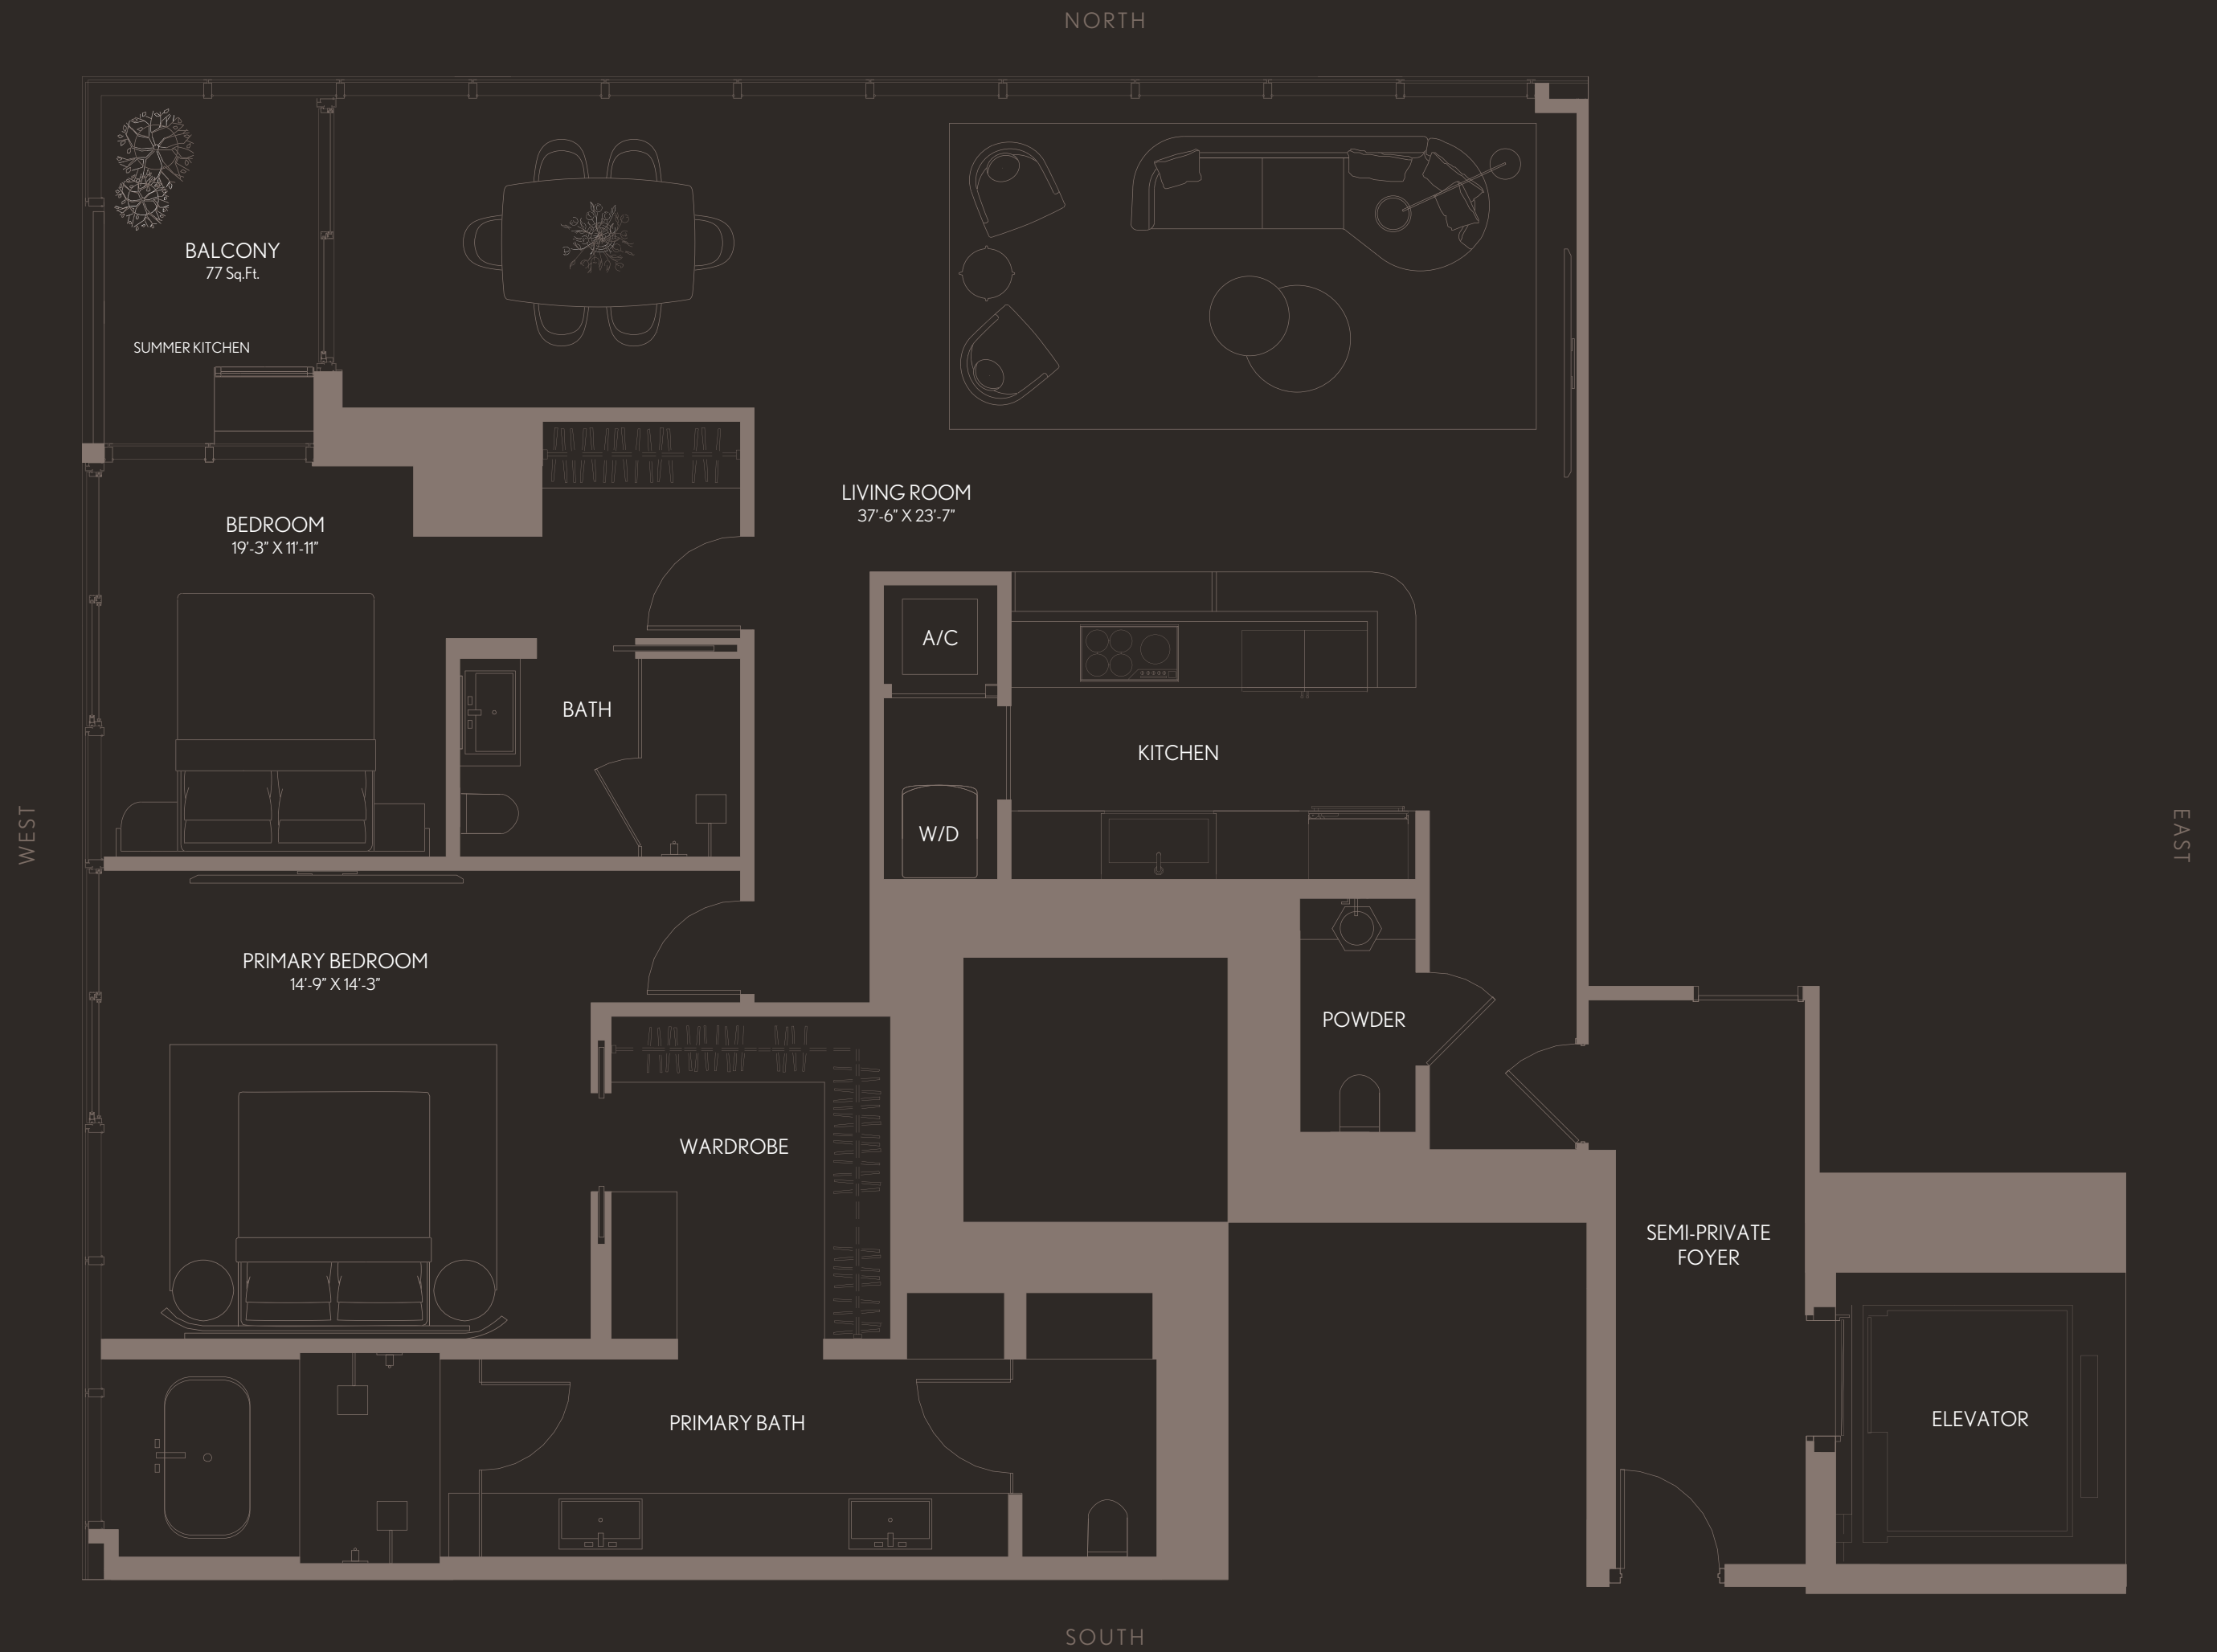 NORTH
BALCONY
77 Sq.Ft.
SUMMER KITCHEN
LIVING ROOM
37'-6" X 23'-7"
BEDROOM
19'-3" X 11'-11"
A/C
BATH
KITCHEN
WEST
EAST
W/D
PRIMARY BEDROOM
14'-9" X 14'-3"
POWDER
WARDROBE
SEMI-PRIVATE
FOYER
PRIMARY BATH
ELEVATOR
SOUTH